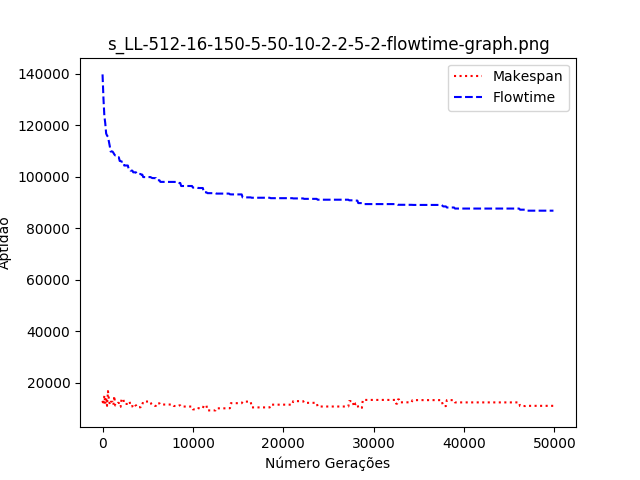 s_LL-512-16-150-5-50-10-2-2-5-2-flowtime-graph.png
Makespan
Flowtime
140000
120000
100000
80000
60000
40000
20000
Aptidão
0 10000 20000 30000 40000 50000
Número Gerações